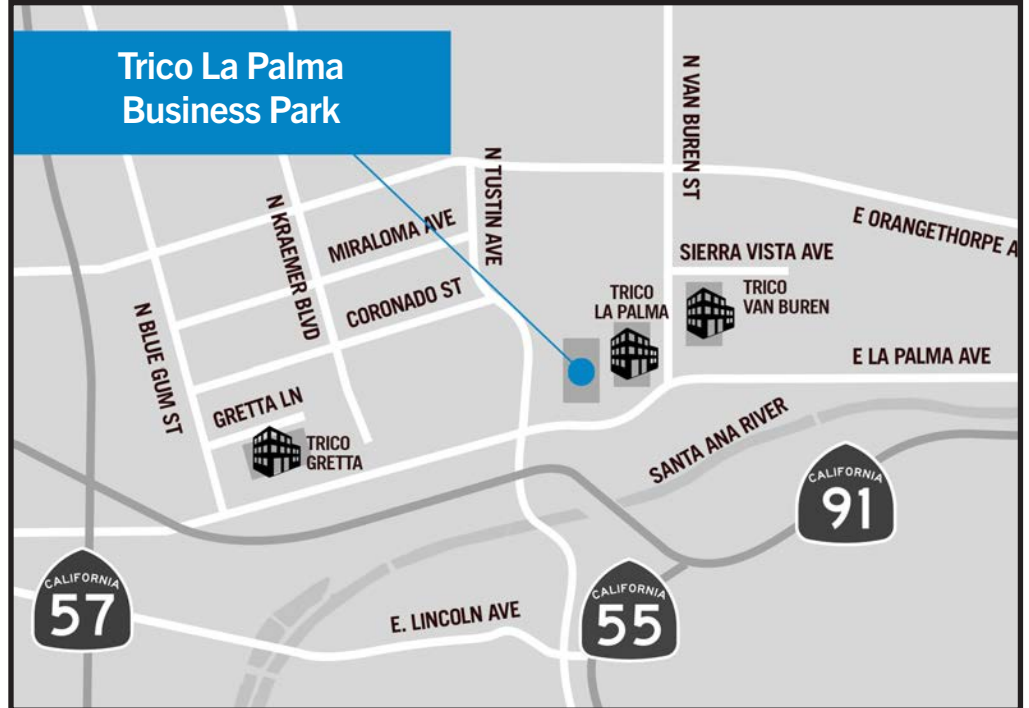 Trico La Palma
Business Park
N VAN BUREN ST
N TUSTIN AVE
E ORANGETHORPE A
N KRAEMER BLVD
MIRALOMA AVE
SIERRA VISTA AVE
TRICO
VAN BUREN
TRICO
LA PALMA
CORONADO ST
N BLUE GUM ST
E LA PALMA AVE
GRETTA LN
TRICO
GRETTA
SANTA ANA RIVER
CALIFORNIA
91
CALIFORNIA
57
E. LINCOLN AVE
CALIFORNIA
55